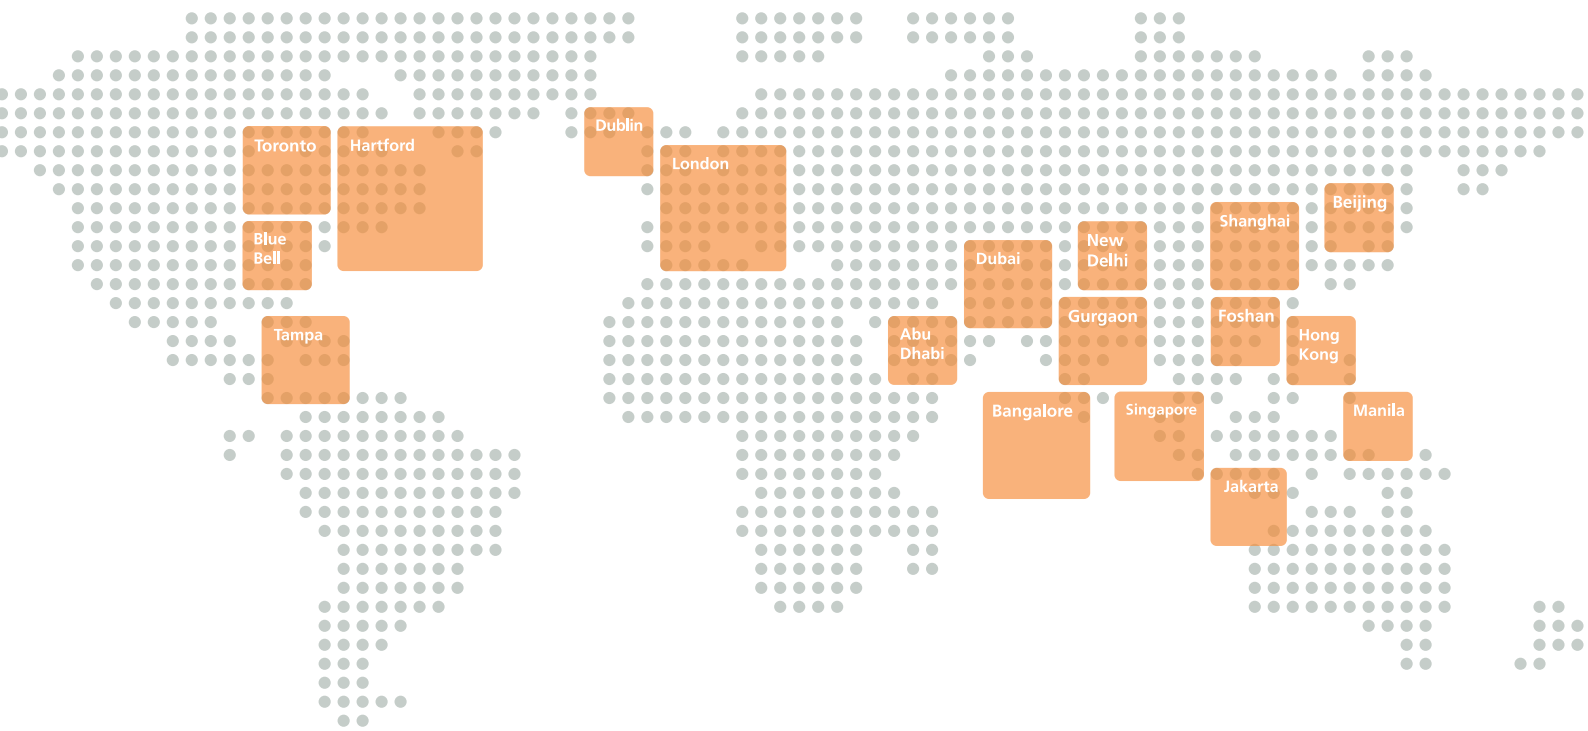 Dublin
Toronto
Hartford
London
Beijing
Shanghai
Blue
Bell
New
Delhi
Dubai
Tampa
Abu
Dhabi
Gurgaon
Foshan
Hong
Kong
Bangalore
Singapore
Manila
Jakarta